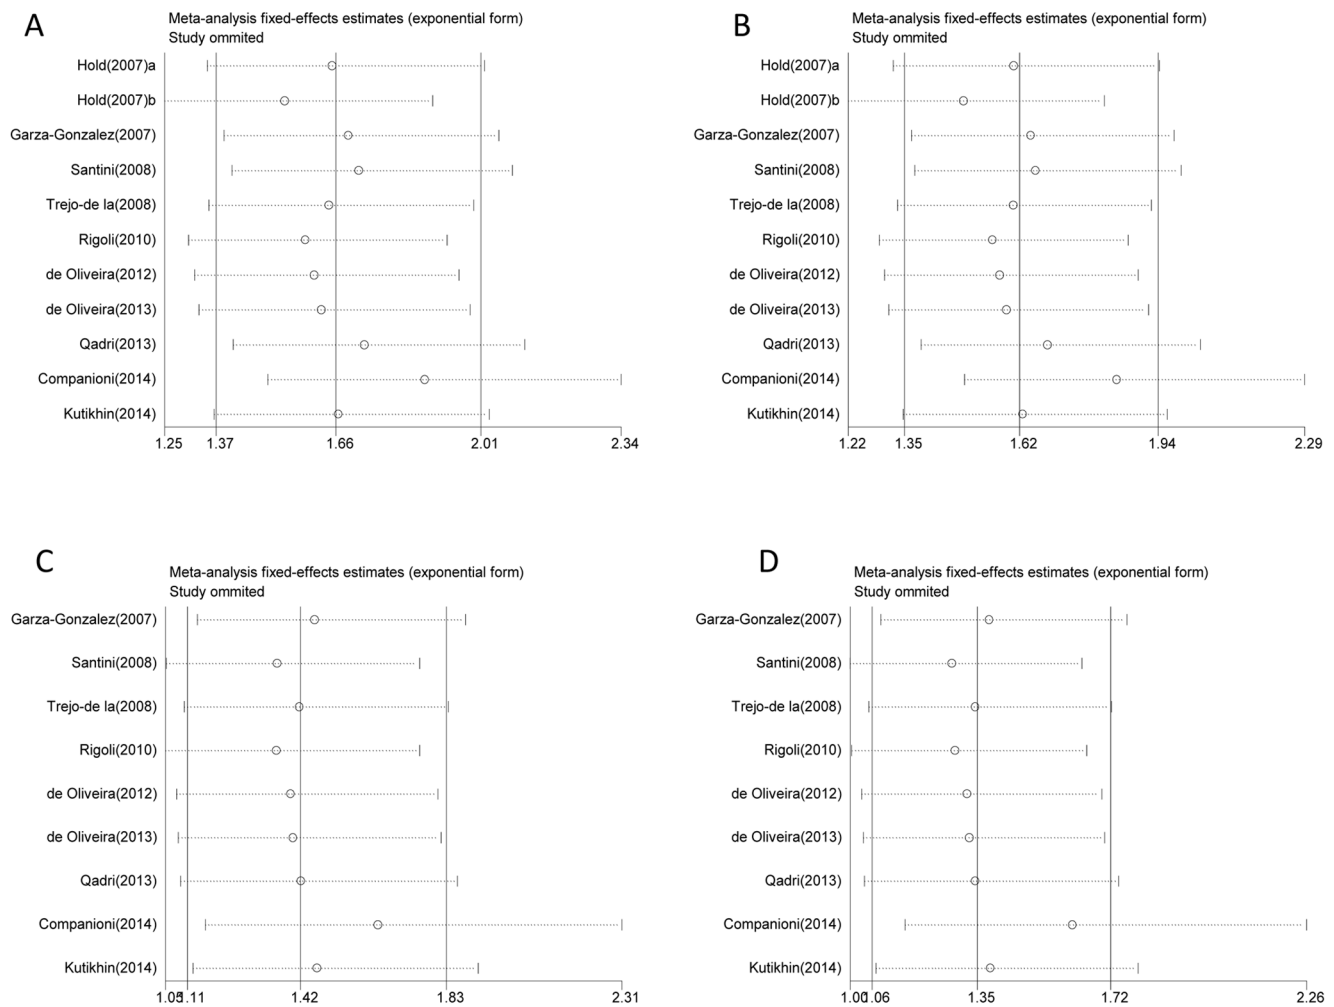 A
Meta-analysis fixed-effects estimates (exponential form)
Study ommited
Hold(2007)a
Hold(2007)b
Garza-Gonzalez(2007)
Santini(2008)
Trejo-de la(2008)
Rigoli(2010)
de Oliveira(2012)
de Oliveira(2013)
Qadri(2013)
Companioni(2014)
Kutikhin(2014)
1.25 1.37 1.66 2.01 2.34
B
Meta-analysis fixed-effects estimates (exponential form)
Study ommited
Hold(2007)a
Hold(2007)b
Garza-Gonzalez(2007)
Santini(2008)
Trejo-de la(2008)
Rigoli(2010)
de Oliveira(2012)
de Oliveira(2013)
Qadri(2013)
Companioni(2014)
Kutikhin(2014)
1.22 1.35 1.62 1.94 2.29
C
Meta-analysis fixed-effects estimates (exponential form)
Study ommited
Garza-Gonzalez(2007)
Santini(2008)
Trejo-de la(2008)
Rigoli(2010)
de Oliveira(2012)
de Oliveira(2013)
Qadri(2013)
Companioni(2014)
Kutikhin(2014)
1.05 1.11 1.42 1.83 2.31
D
Meta-analysis fixed-effects estimates (exponential form)
Study ommited
Garza-Gonzalez(2007)
Santini(2008)
Trejo-de la(2008)
Rigoli(2010)
de Oliveira(2012)
de Oliveira(2013)
Qadri(2013)
Companioni(2014)
Kutikhin(2014)
1.00 1.06 1.35 1.72 2.26